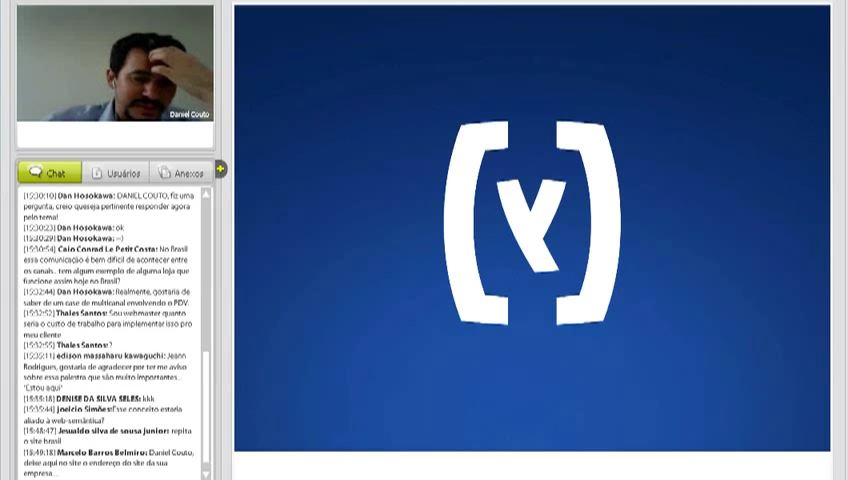 Daniel Couto
Chat
Usuários
Anexos
[15:30:10] Dan Hosokawa: DANIEL COUTO, fiz uma
pergunta, creio que seja pertinente responder agora
pelo tema!
[15:30:23] Dan Hosokawa: ok
[15:30:29] Dan Hosokawa: =)
[15:30:54] Caio Conrad Le Petit Costa: No Brasil
essa comunicação é bem difícil de acontecer entre
os canais.. tem algum exemplo de alguma loja que
funcione assim hoje no Brasil?
[15:32:44] Dan Hosokawa: Realmente, gostaria de
saber de um case de multicanal envolvendo o PDV.
[15:32:52] Thales Santos: Sou webmaster quanto
seria o custo de trabalho para implementar isso pro
meu cliente
[15:32:55] Thales Santos: ?
[15:35:11] edison massaharu kawaguchi: Jeann
Rodrigues, gostaria de agradecer por ter me aviso
sobre essa palestra que são muito importantes...
"Estou aqui"
[15:35:18] DENISE DA SILVA SELES: kkk
[15:35:44] joelcio Simões: Esse conceito estaria
aliado à web-semântica?
[15:48:47] Jesualdo silva de sousa junior: repita
o site brasil
[15:49:18] Marcelo Barros Belmiro: Daniel Couto,
deixe aqui no site o endereço do site da sua
empresa...